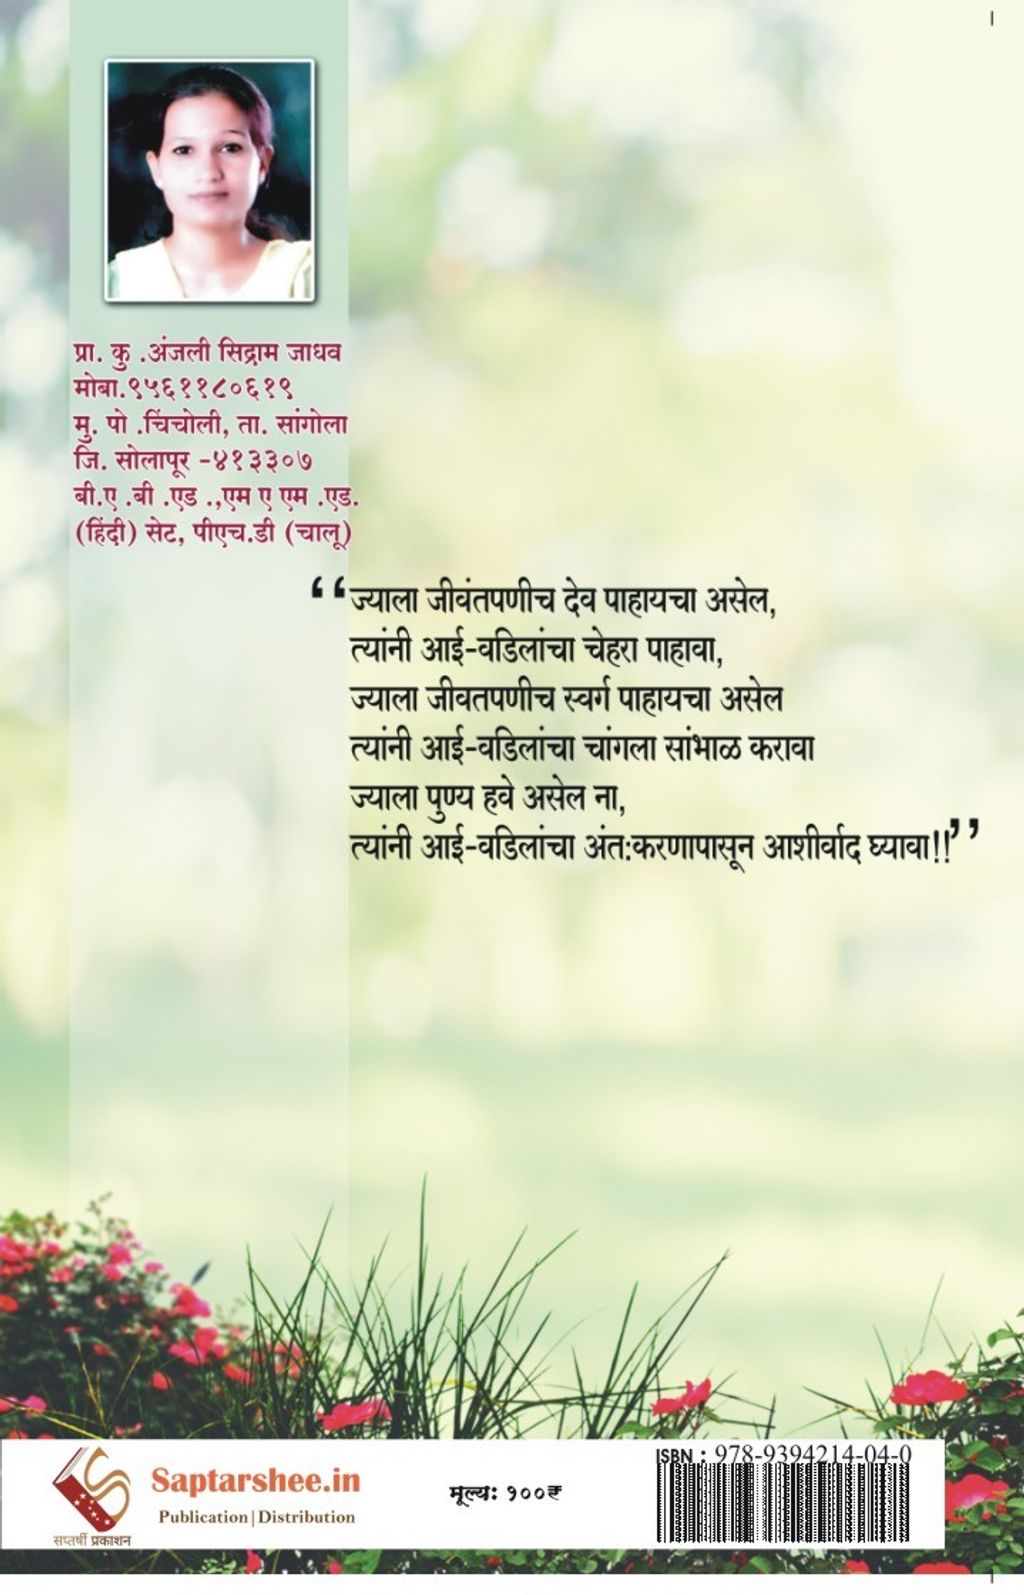 प्रा. कु .अंजली सिद्राम जाधव
मोबा.९५६११८०६१९
मु. पो .चिंचोली, ता. सांगोला
जि. सोलापूर -४१३३०७
बी.ए .बी .एड .,एम ए एम .एड.
(हिंदी) सेट, पीएच.डी (चालू)
“ज्याला जीवंतपणीच देव पाहायचा असेल,
त्यांनी आई-वडिलांचा चेहरा पाहावा,
ज्याला जीवतपणीच स्वर्ग पाहायचा असेल
त्यांनी आई-वडिलांचा चांगला सांभाळ करावा
ज्याला पुण्य हवे असेल ना,
त्यांनी आई-वडिलांचा अंत:करणापासून आशीर्वाद घ्यावा!!”
Saptarshee.in
Publication|Distribution
सप्तर्षी प्रकाशन
मूल्य: १००₹
ISBN : 978-9394214-04-0